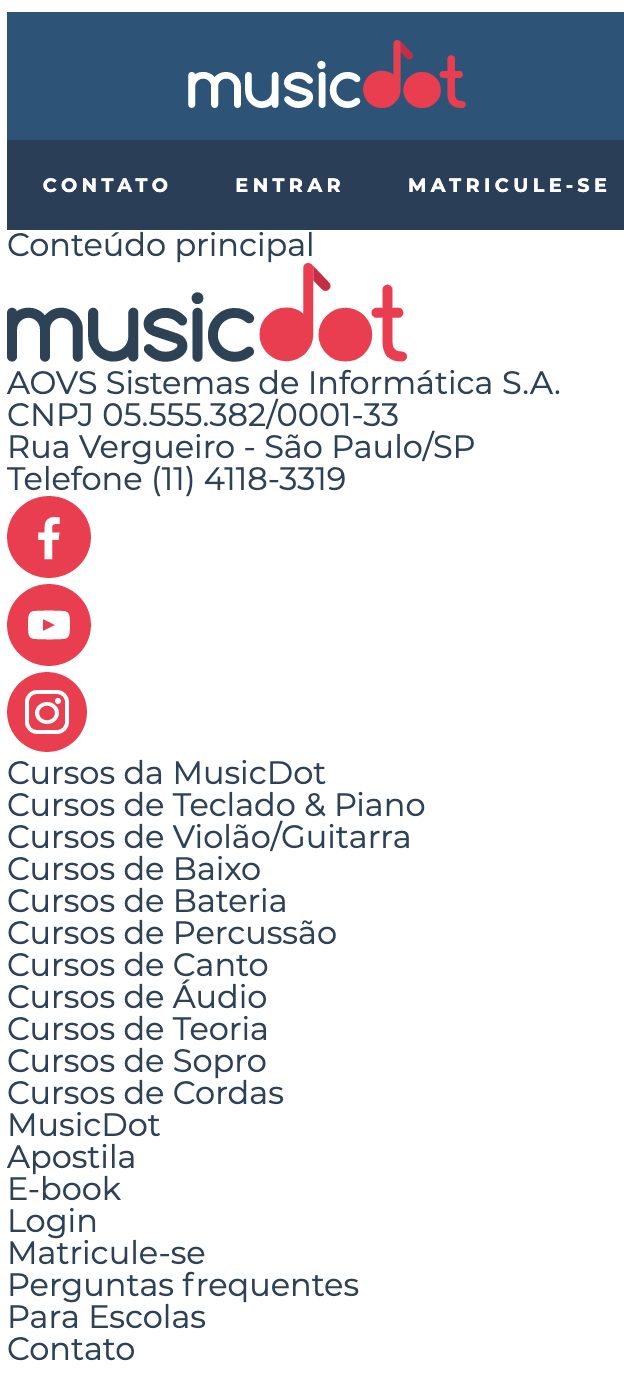 musicdot
CONTATO ENTRAR MATRICULE-SE
Conteúdo principal
musicdot
AOVS Sistemas de Informática S.A.
CNPJ 05.555.382/0001-33
Rua Vergueiro - São Paulo/SP
Telefone (11) 4118-3319
Cursos da MusicDot
Cursos de Teclado & Piano
Cursos de Violão/Guitarra
Cursos de Baixo
Cursos de Bateria
Cursos de Percussão
Cursos de Canto
Cursos de Áudio
Cursos de Teoria
Cursos de Sopro
Cursos de Cordas
MusicDot
Apostila
E-book
Login
Matricule-se
Perguntas frequentes
Para Escolas
Contato